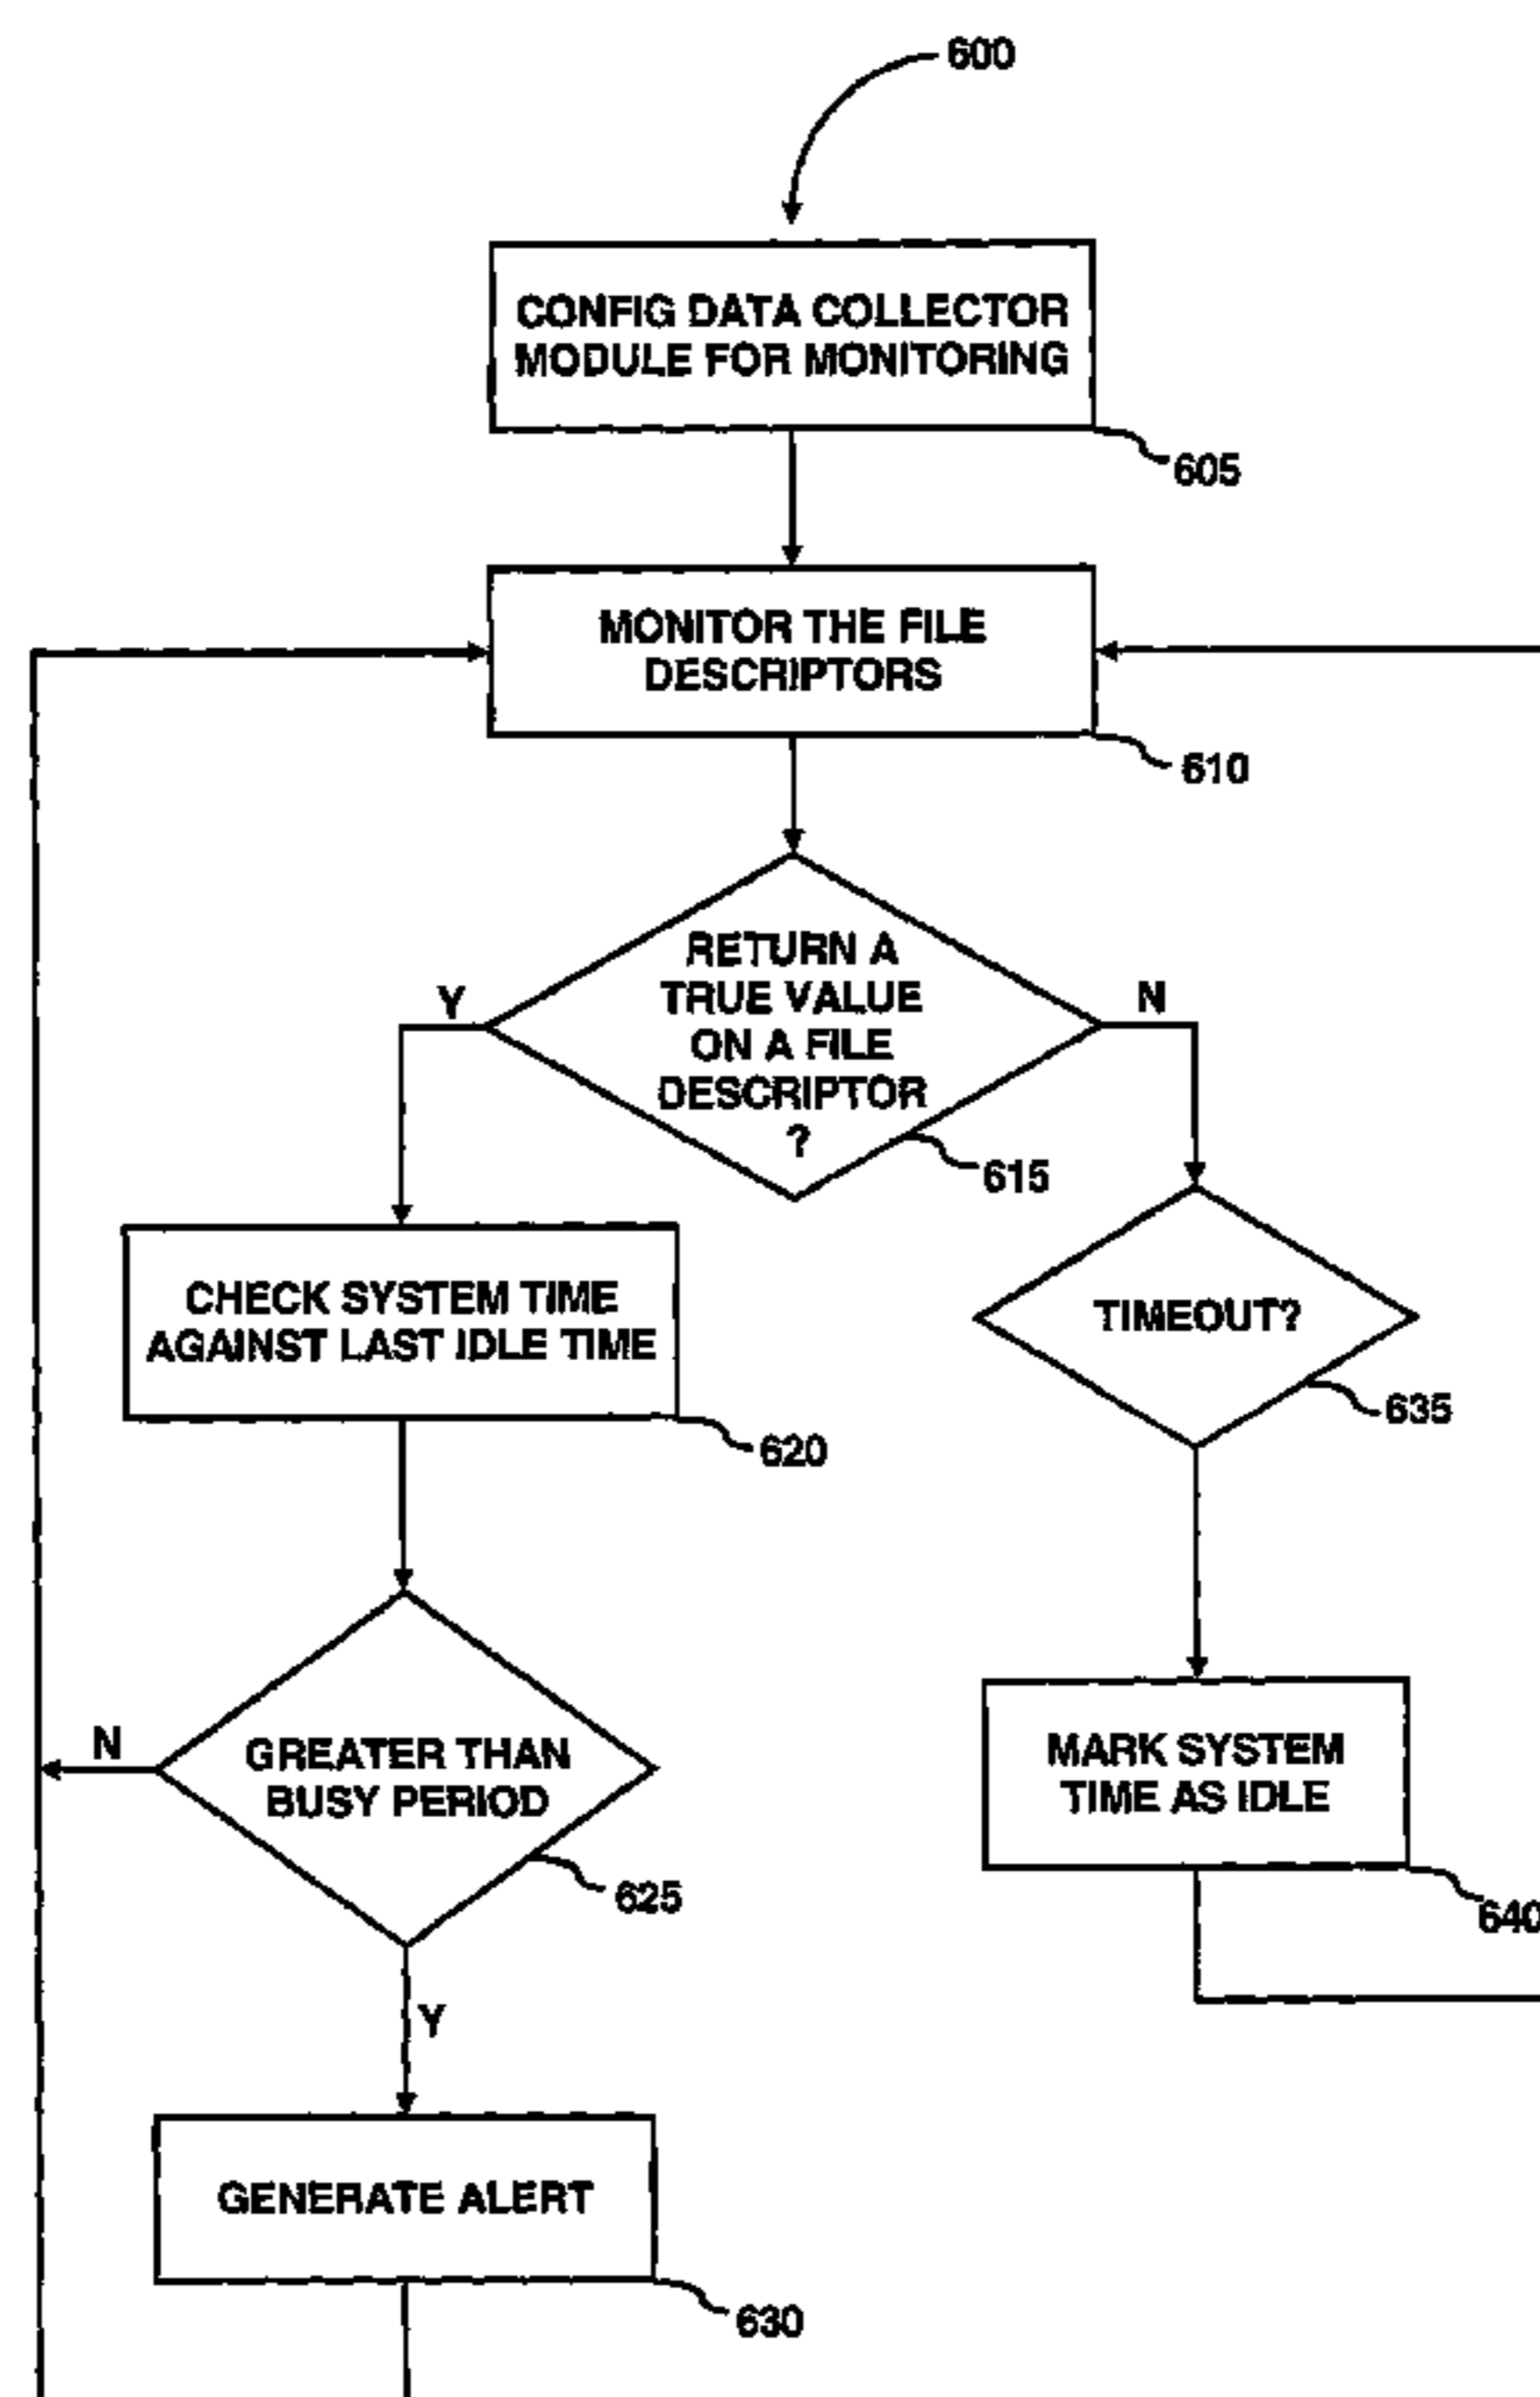 600
CONFIG DATA COLLECTOR
MODULE FOR MONITORING
605
MONITOR THE FILE
DESCRIPTORS
610
RETURN A
TRUE VALUE
ON A FILE
DESCRIPTOR
?
Y
N
615
CHECK SYSTEM TIME
AGAINST LAST IDLE TIME
620
TIMEOUT?
635
GREATER THAN
BUSY PERIOD
N
625
Y
MARK SYSTEM
TIME AS IDLE
640
GENERATE ALERT
630